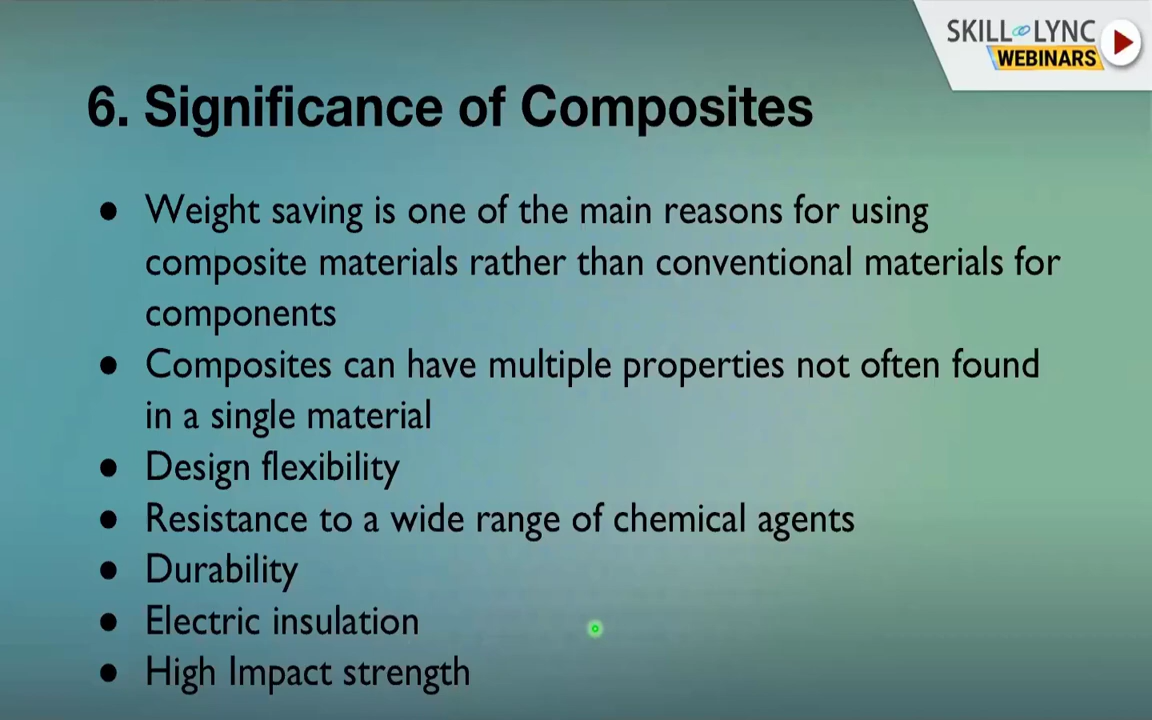 SKILL LYNC
WEBINARS
6. Significance of Composites
● Weight saving is one of the main reasons for using
composite materials rather than conventional materials for
components
● Composites can have multiple properties not often found
in a single material
● Design flexibility
● Resistance to a wide range of chemical agents
● Durability
● Electric insulation
● High Impact strength